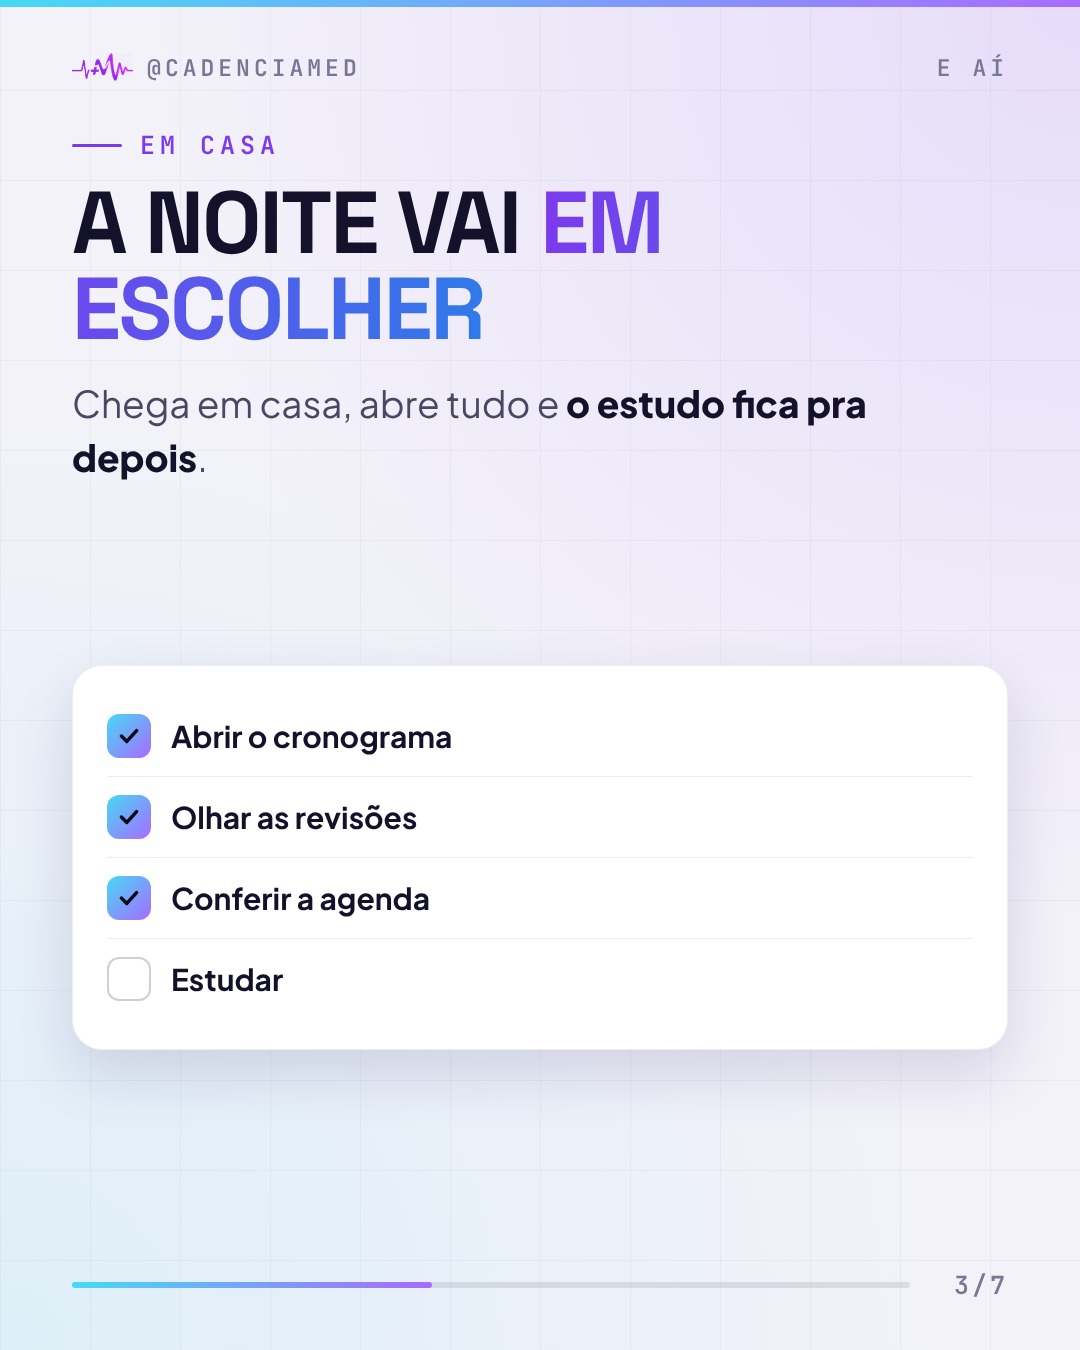 @CADENCIAMED
E AÍ
EM CASA
A NOITE VAI EM
ESCOLHER
Chega em casa, abre tudo e o estudo fica pra
depois.
Abrir o cronograma
Olhar as revisões
Conferir a agenda
Estudar
3/7